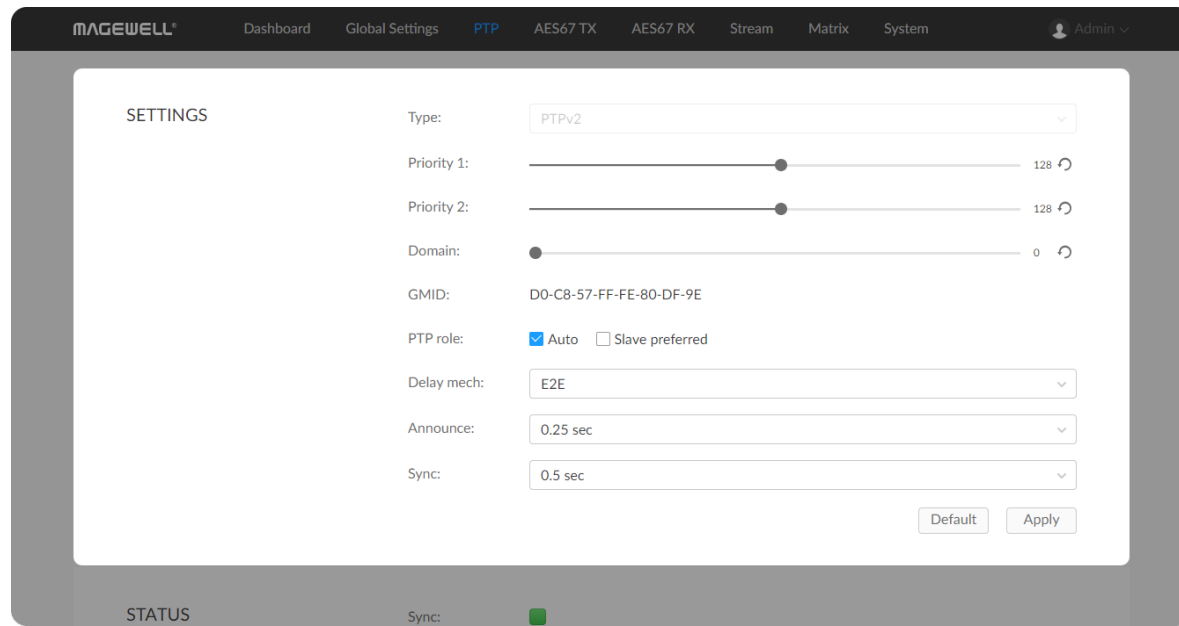 MAGEWELL® Dashboard Global Settings PTP AES67 TX AES67 RX Stream Matrix System Admin
SETTINGS
Type: PTPv2
Priority 1: 128
Priority 2: 128
Domain: 0
GMID: D0-C8-57-FF-FE-80-DF-9E
PTP role: Auto Slave preferred
Delay mech: E2E
Announce: 0.25 sec
Sync: 0.5 sec
Default Apply
STATUS Sync: